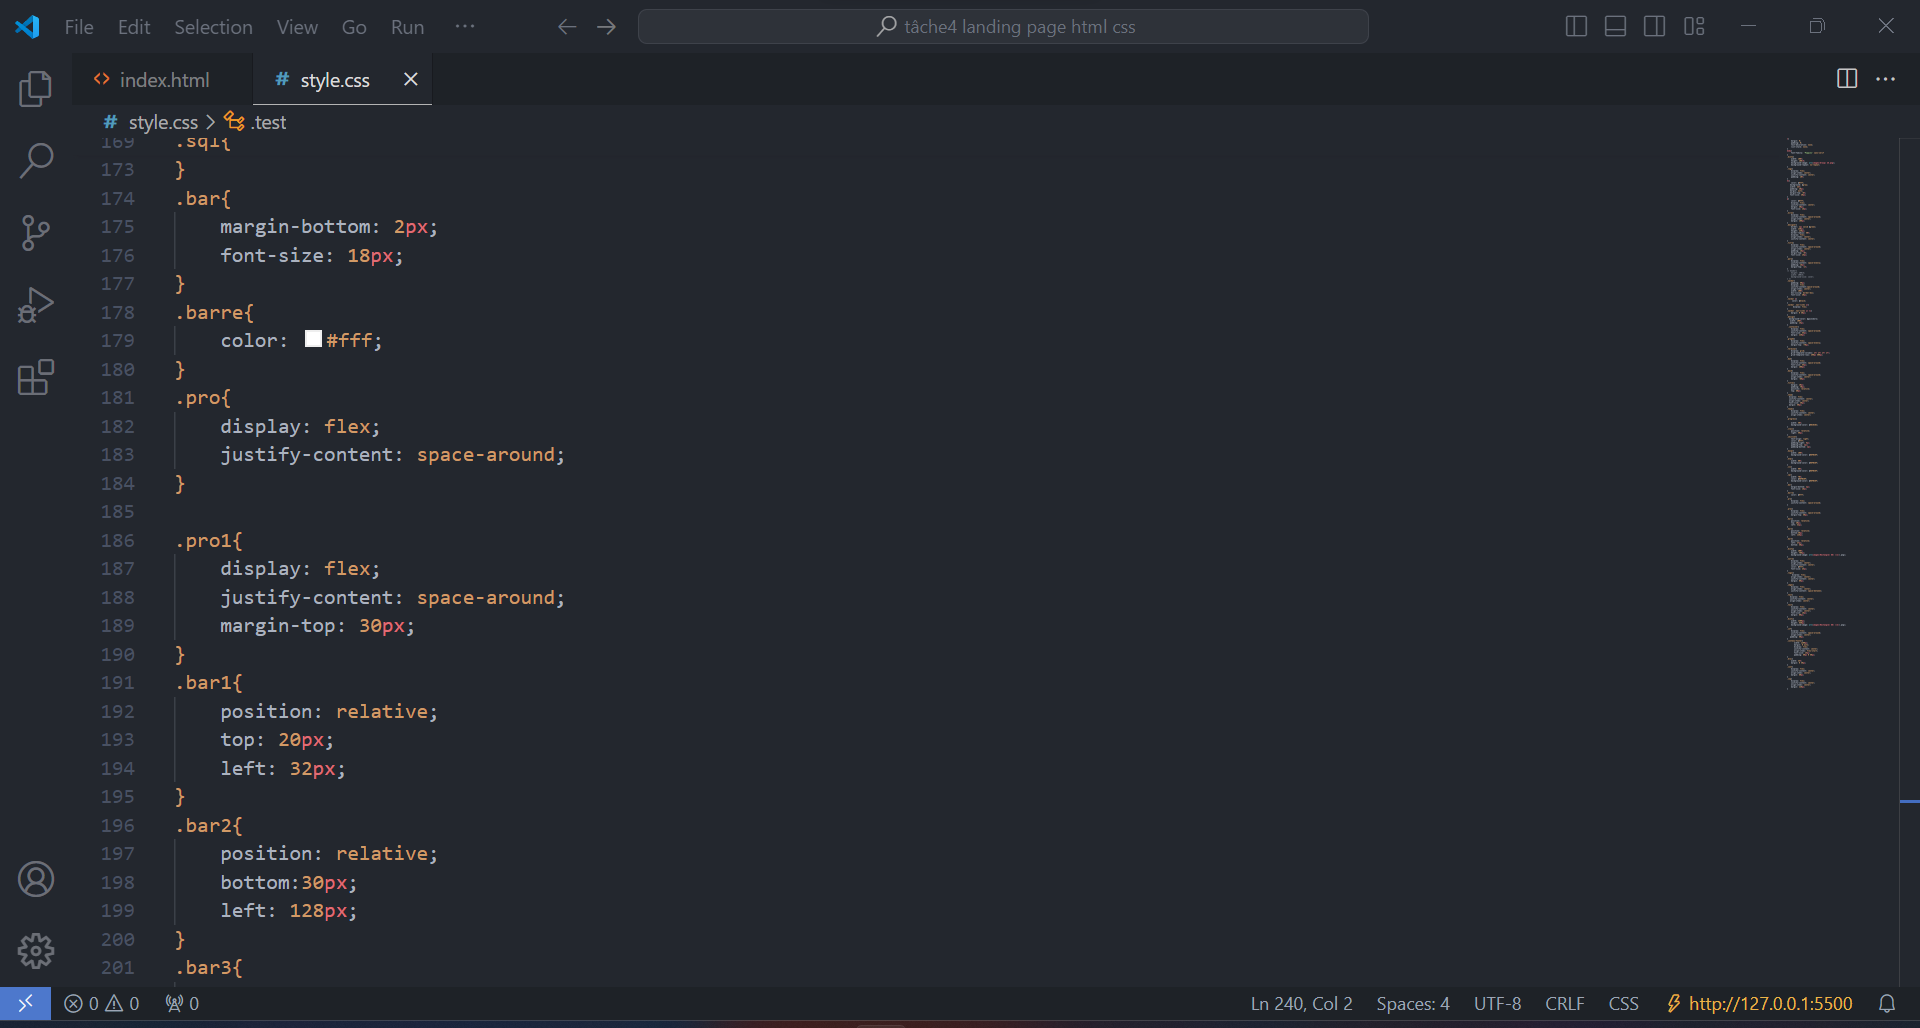 File Edit Selection View Go Run ···
tâche4 landing page html css
index.html
# style.css
# style.css > .test
169 .sql{
173 }
174 .bar{
175 margin-bottom: 2px;
176 font-size: 18px;
177 }
178 .barre{
179 color: #fff;
180 }
181 .pro{
182 display: flex;
183 justify-content: space-around;
184 }
185
186 .pro1{
187 display: flex;
188 justify-content: space-around;
189 margin-top: 30px;
190 }
191 .bar1{
192 position: relative;
193 top: 20px;
194 left: 32px;
195 }
196 .bar2{
197 position: relative;
198 bottom:30px;
199 left: 128px;
200 }
201 .bar3{
0 0 0
Ln 240, Col 2 Spaces: 4 UTF-8 CRLF CSS http://127.0.0.1:5500